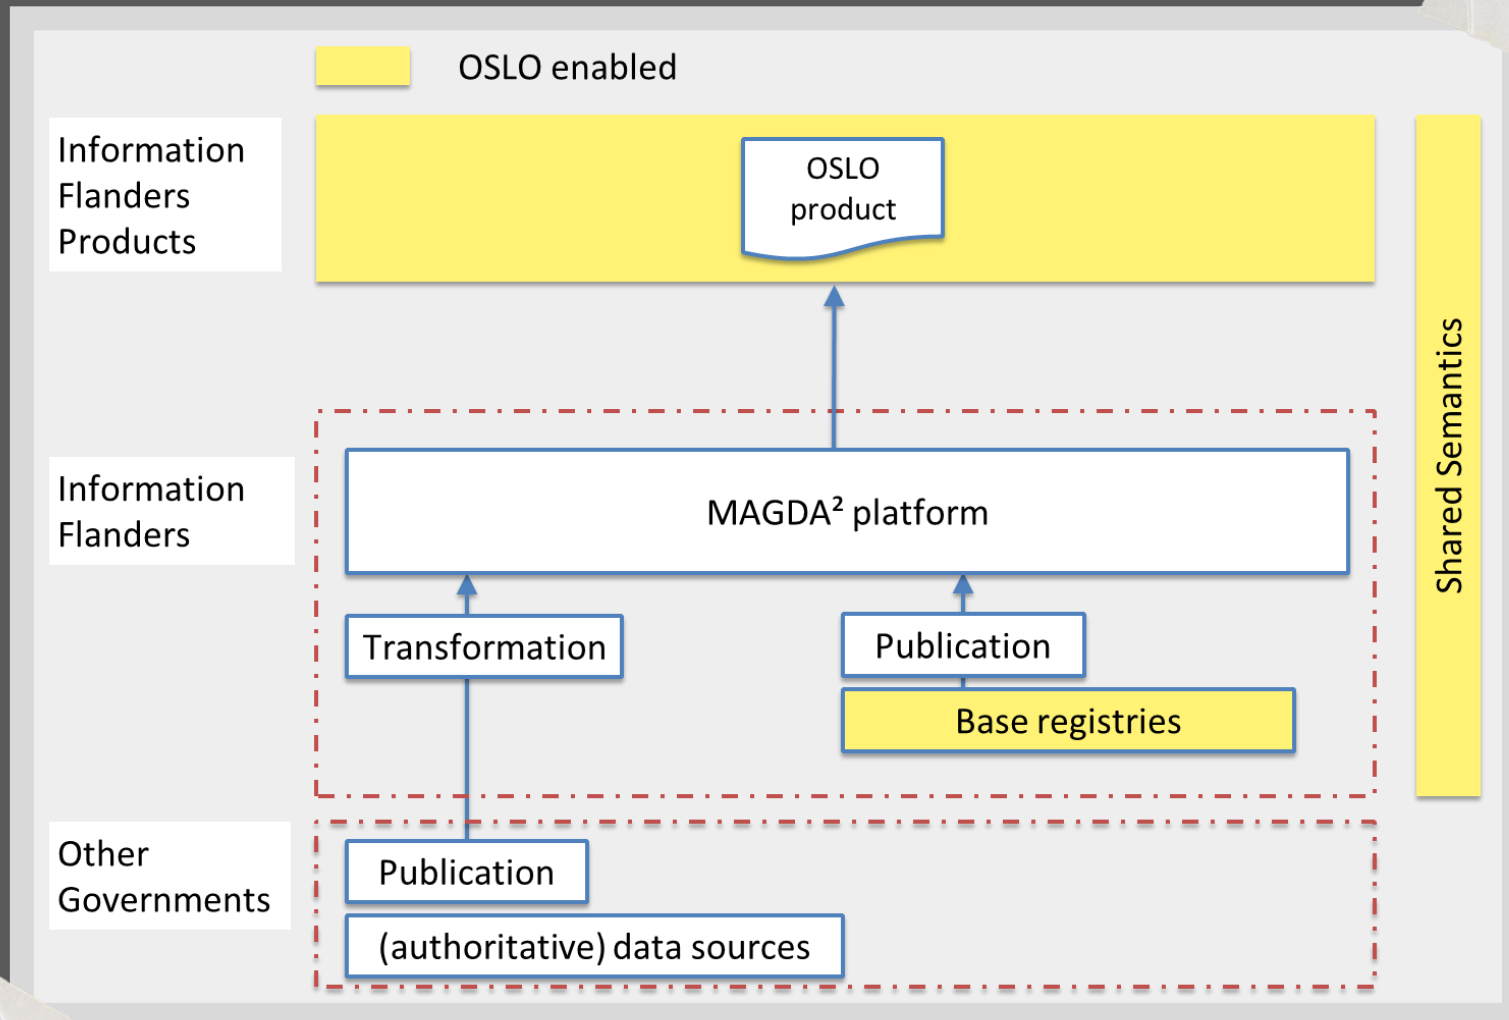 OSLO enabled
Information
Flanders
Products
OSLO
product
Information
Flanders
MAGDA² platform
Transformation
Publication
Base registries
Shared Semantics
Other
Governments
Publication
(authoritative) data sources